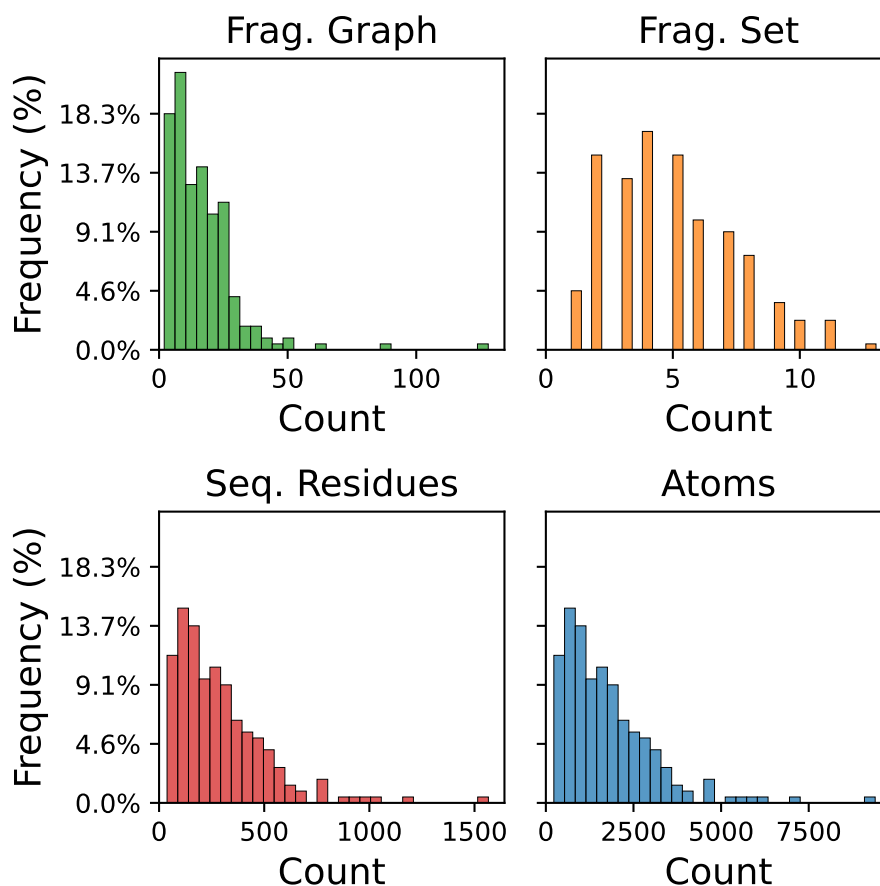 Frag. Graph
Frag. Set
Frequency (%)
18.3%
13.7%
9.1%
4.6%
0.0%
0 50 100
0 5 10
Count
Count
Seq. Residues
Atoms
Frequency (%)
18.3%
13.7%
9.1%
4.6%
0.0%
0 500 1000 1500
0 2500 5000 7500
Count
Count